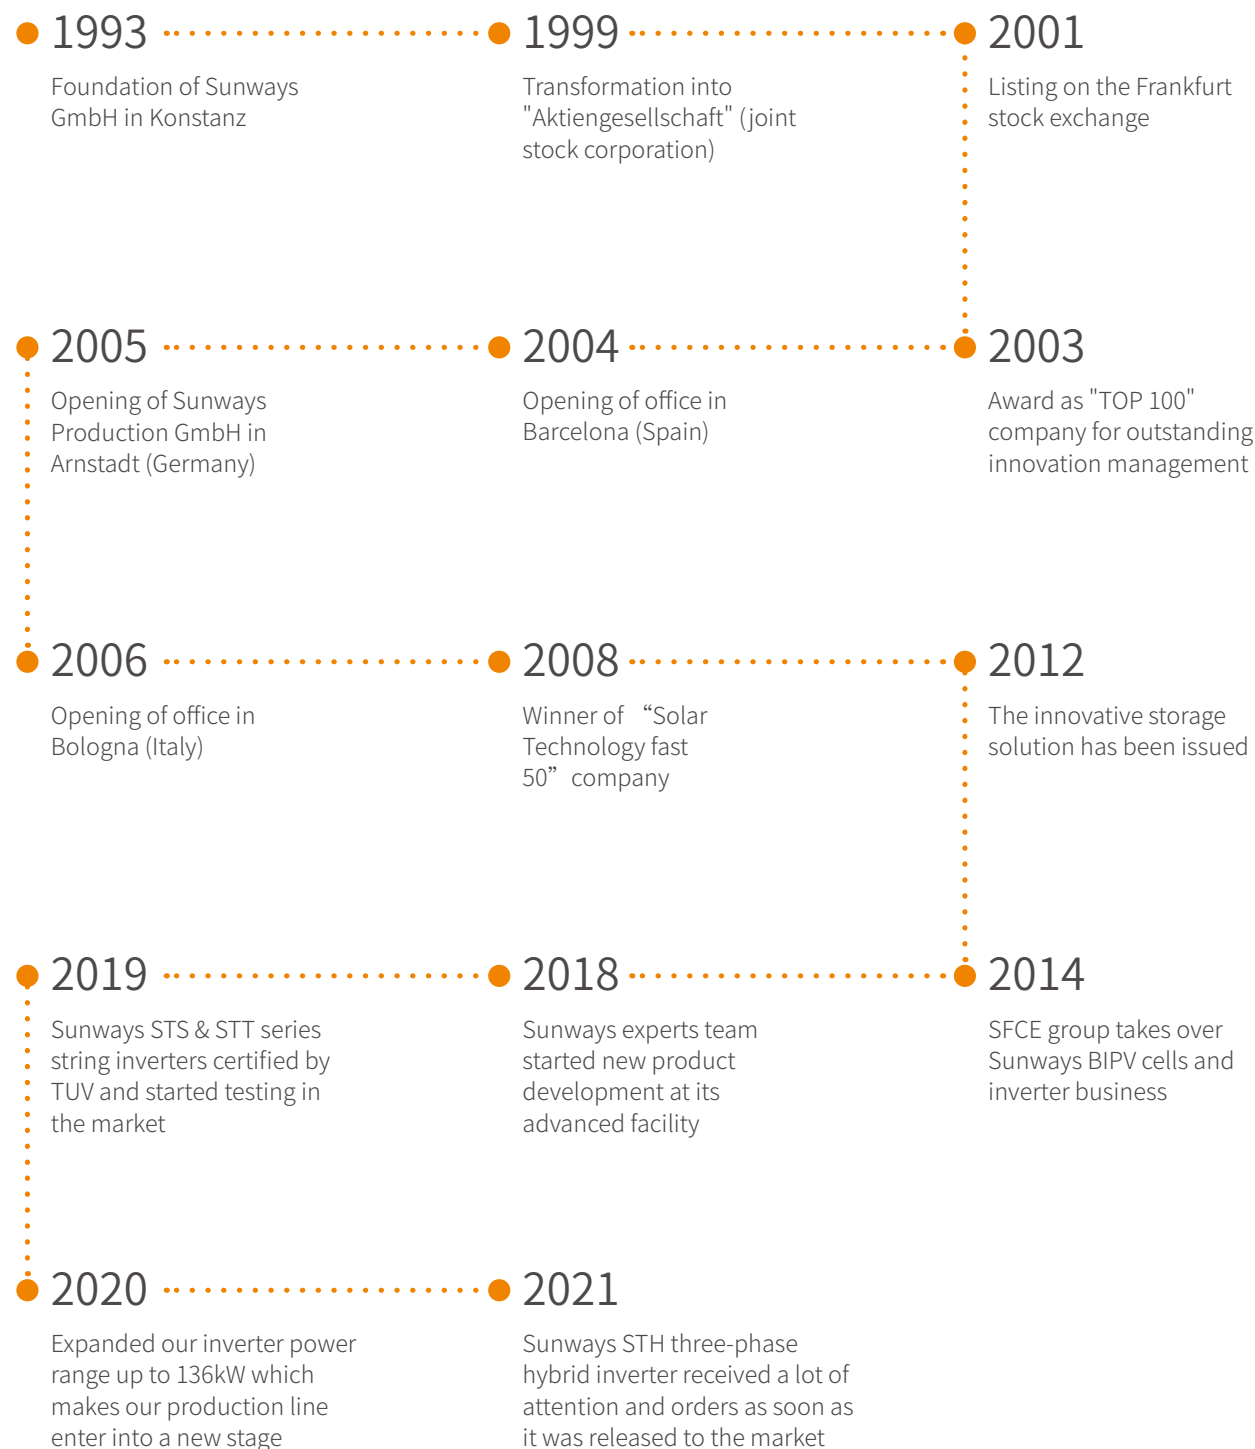 1993
Foundation of Sunways
GmbH in Konstanz
1999
Transformation into
"Aktiengesellschaft" (joint
stock corporation)
2001
Listing on the Frankfurt
stock exchange
2003
Award as "TOP 100"
company for outstanding
innovation management
2004
Opening of office in
Barcelona (Spain)
2005
Opening of Sunways
Production GmbH in
Arnstadt (Germany)
2006
Opening of office in
Bologna (Italy)
2008
Winner of “Solar
Technology fast
50” company
2012
The innovative storage
solution has been issued
2014
SFCE group takes over
Sunways BIPV cells and
inverter business
2018
Sunways experts team
started new product
development at its
advanced facility
2019
Sunways STS & STT series
string inverters certified by
TUV and started testing in
the market
2020
Expanded our inverter power
range up to 136kW which
makes our production line
enter into a new stage
2021
Sunways STH three-phase
hybrid inverter received a lot of
attention and orders as soon as
it was released to the market